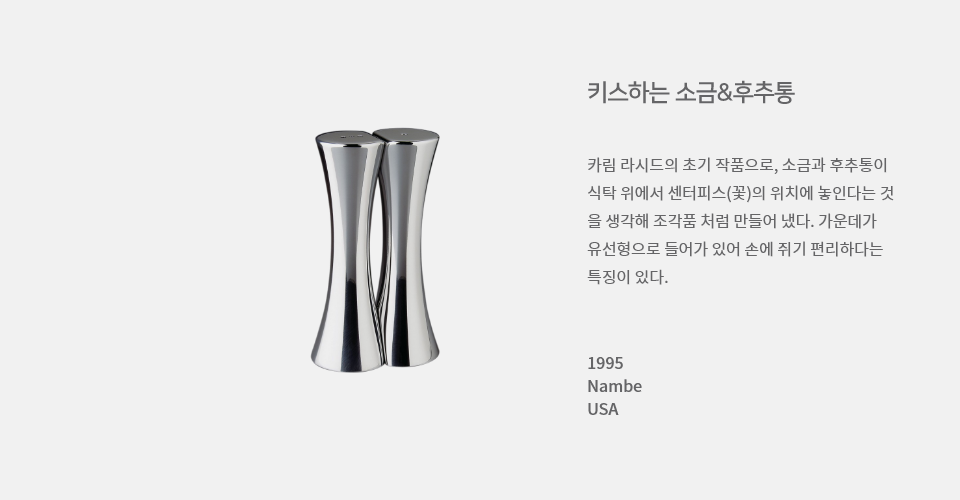 키스하는 소금&후추통
카림 라시드의 초기 작품으로, 소금과 후추통이
식탁 위에서 센터피스(꽃)의 위치에 놓인다는 것
을 생각해 조각품 처럼 만들어 냈다. 가운데가
유선형으로 들어가 있어 손에 쥐기 편리하다는
특징이 있다.
1995
Nambe
USA